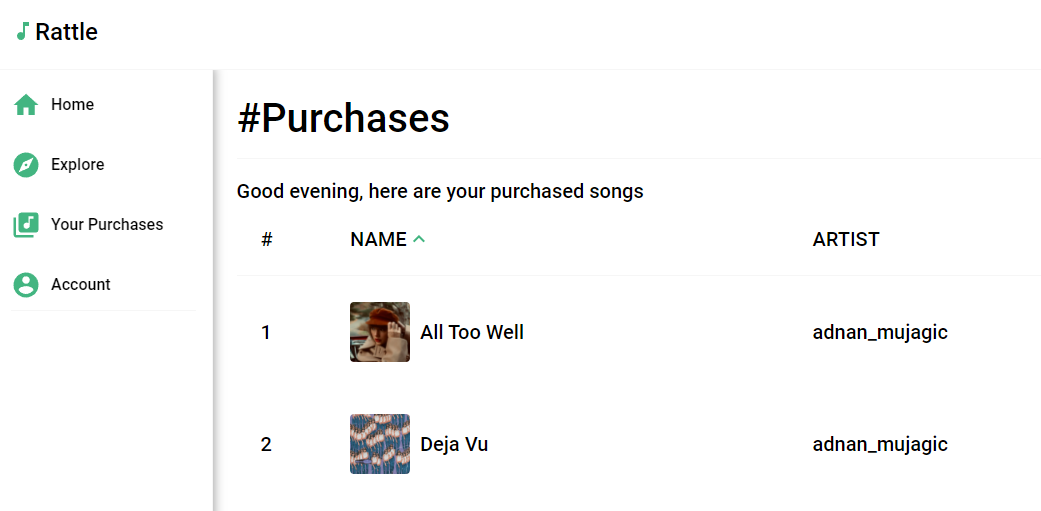 Rattle
Home
Explore
Your Purchases
Account
#Purchases
Good evening, here are your purchased songs
# NAME ARTIST
1 All Too Well adnan_mujagic
2 Deja Vu adnan_mujagic